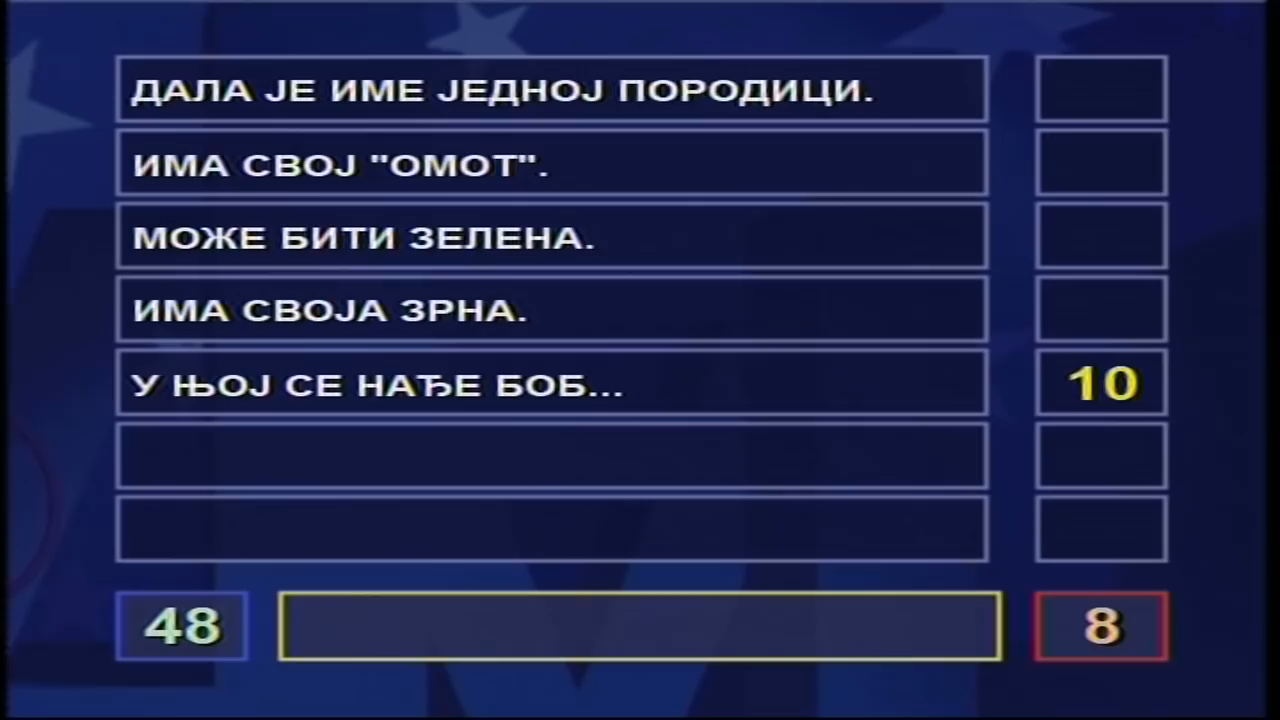 ДАЛА ЈЕ ИМЕ ЈЕДНОЈ ПОРОДИЦИ.
ИМА СВОЈ "ОМОТ".
МОЖЕ БИТИ ЗЕЛЕНА.
ИМА СВОЈА ЗРНА.
У ЊОЈ СЕ НАЂЕ БОБ... 10
48 8